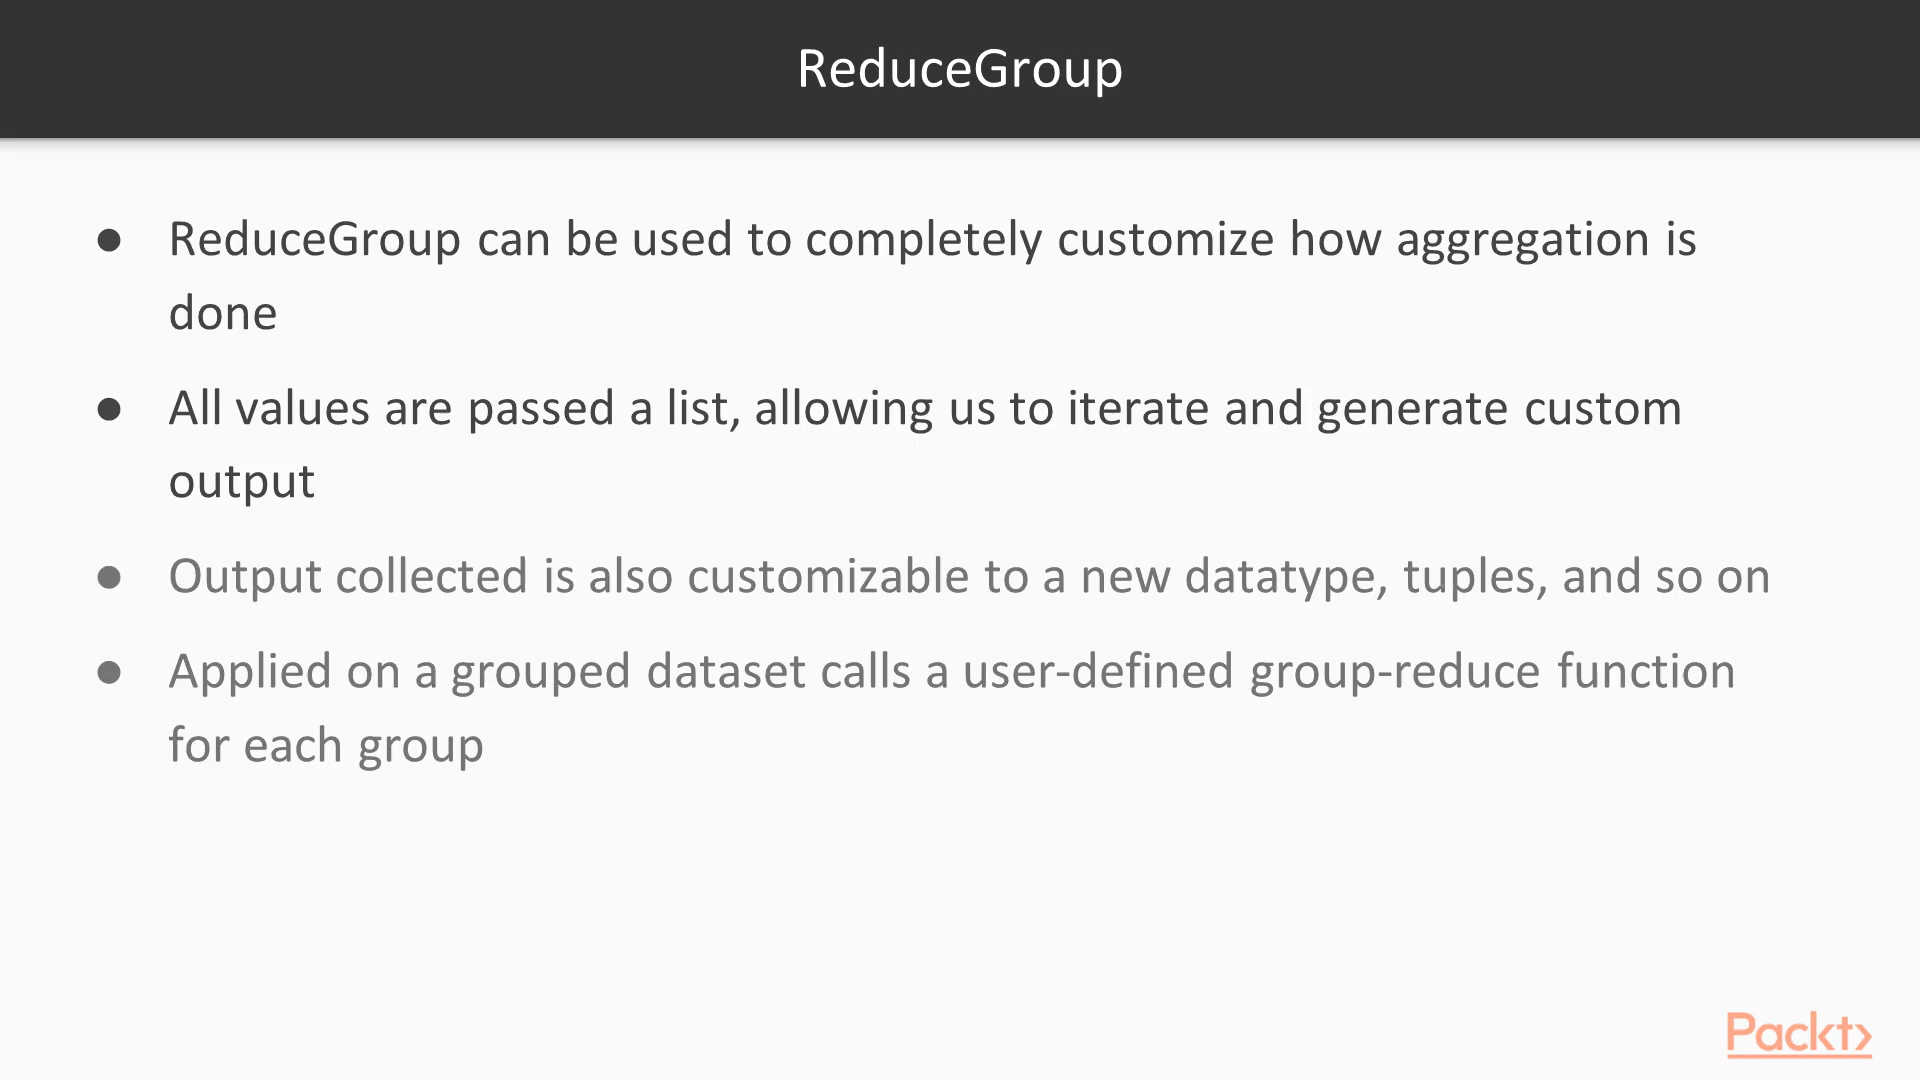 ReduceGroup
● ReduceGroup can be used to completely customize how aggregation is
done
● All values are passed a list, allowing us to iterate and generate custom
output
● Output collected is also customizable to a new datatype, tuples, and so on
● Applied on a grouped dataset calls a user-defined group-reduce function
for each group
Packt>